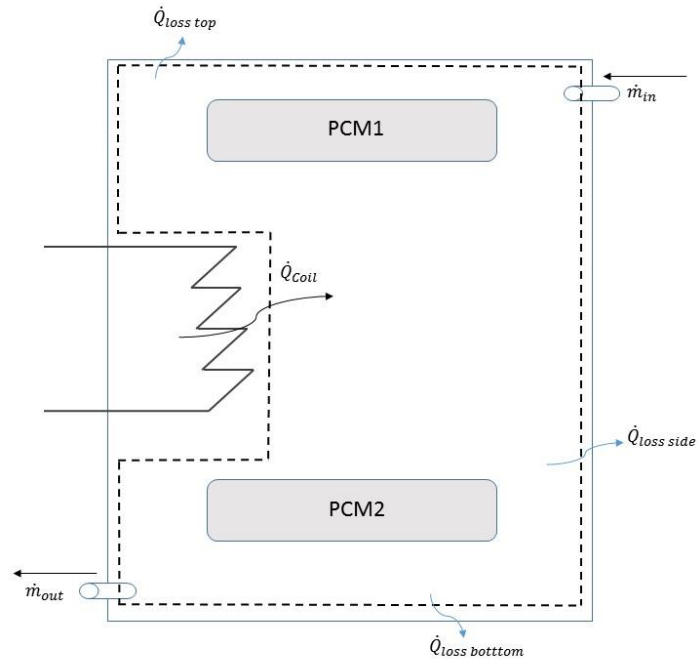 Q̇loss top
ṁin
PCM1
Q̇Coil
Q̇loss side
PCM2
ṁout
Q̇loss botttom